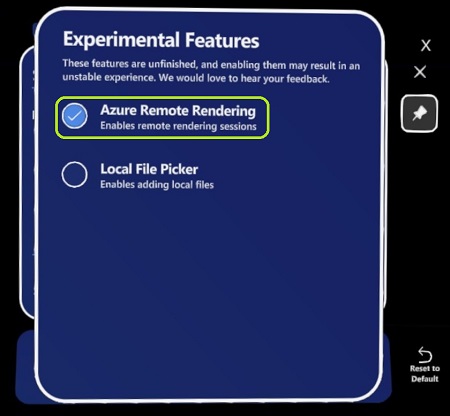 Experimental Features
These features are unfinished, and enabling them may result in an
unstable experience. We would love to hear your feedback.
Azure Remote Rendering
Enables remote rendering sessions
Local File Picker
Enables adding local files
Reset to
Default